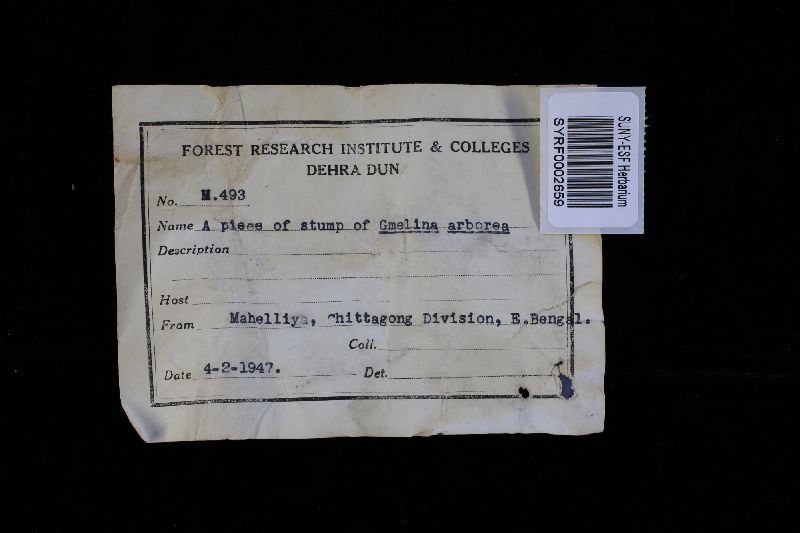 FOREST RESEARCH INSTITUTE & COLLEGES
DEHRA DUN
No. M.493
Name A piece of stump of Gmelina arborea
Description
Host
From Mahelliya, Chittagong Division, E.Bengal.
Coll.
Date 4-2-1947. Det.
SUNY-ESF Herbarium
SYRF0002659